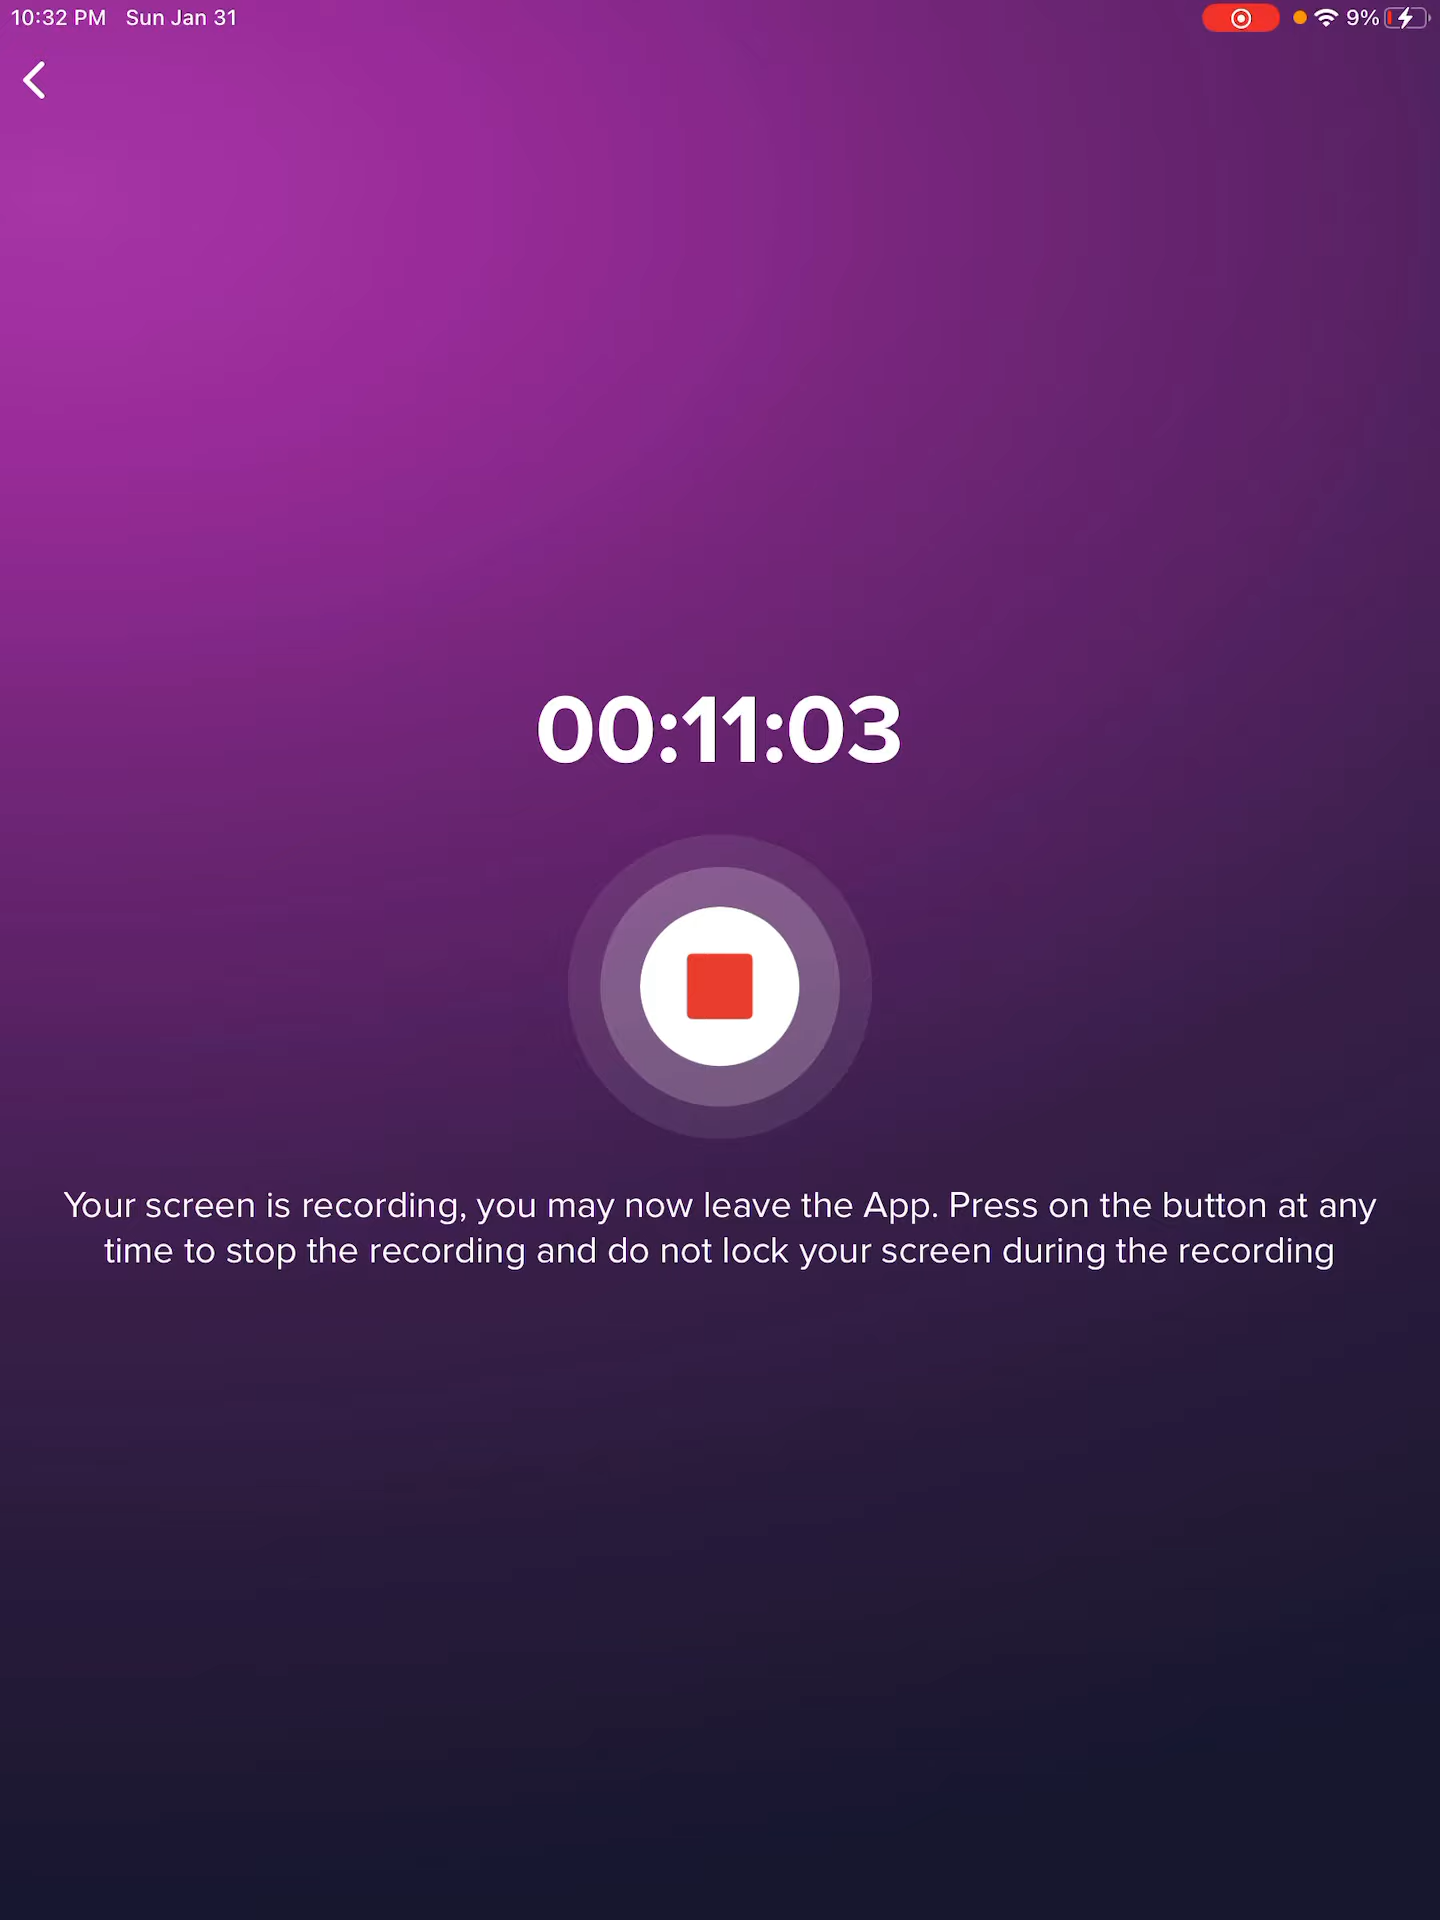 10:32 PM Sun Jan 31 9%
00:11:03
Your screen is recording, you may now leave the App. Press on the button at any
time to stop the recording and do not lock your screen during the recording